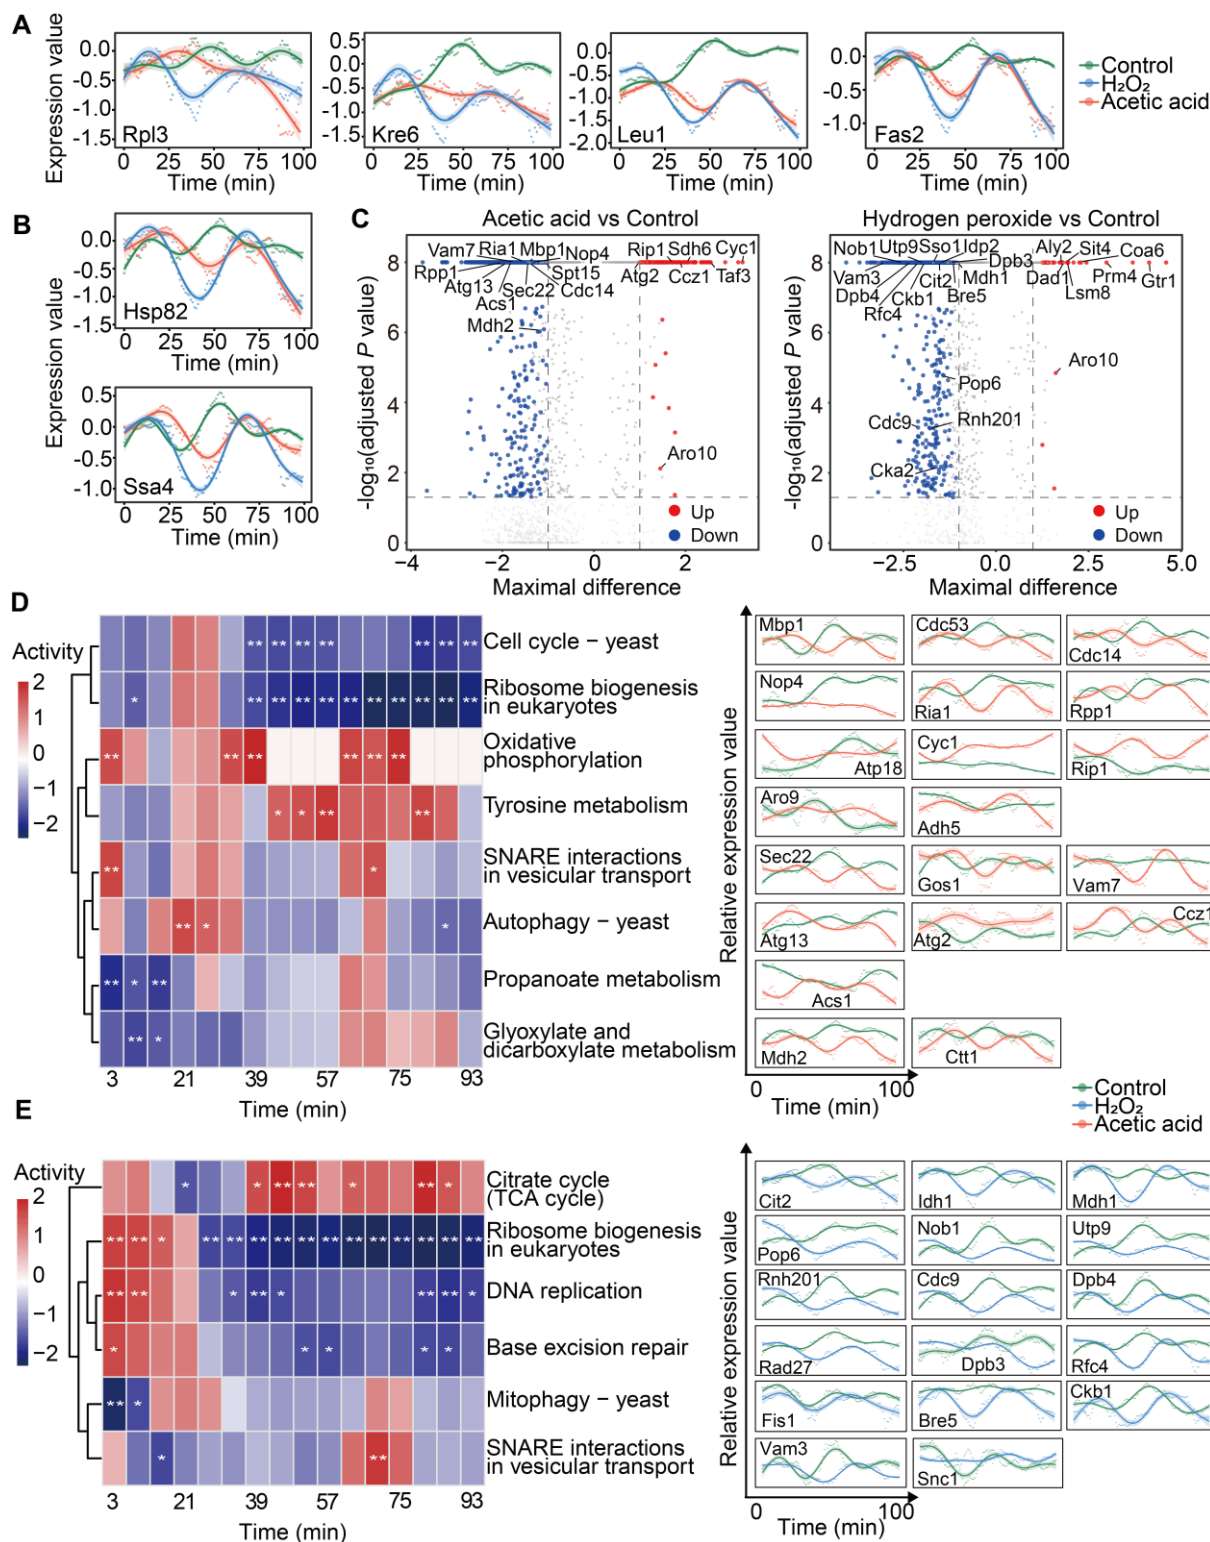 A
Expression value
0.0
-0.5
-1.0
-1.5
Rpl3
0 25 50 75 100
Time (min)
0.5
0.0
-0.5
-1.0
-1.5
Kre6
0 25 50 75 100
Time (min)
1.0
0.5
0.0
-0.5
-1.0
-1.5
-2.0
Leu1
0 25 50 75 100
Time (min)
0.0
-0.5
-1.0
Fas2
0 25 50 75 100
Time (min)
Control
H₂O₂
Acetic acid
B
Expression value
0.0
-0.5
-1.0
-1.5
Hsp82
0.5
0.0
-0.5
-1.0
Ssa4
0 25 50 75 100
Time (min)
C
Acetic acid vs Control
-log₁₀(adjusted P value)
8
6
4
2
0
Vam7 Ria1 Mbp1 Nop4
Rpp1 Spt15
Atg13 Sec22 Cdc14
Acs1
Mdh2
Rip1 Sdh6 Cyc1
Atg2 Ccz1 Taf3
Aro10
Up
Down
−4 −2 0 2
Maximal difference
Hydrogen peroxide vs Control
-log₁₀(adjusted P value)
8
6
4
2
0
Nob1 Utp9 Sso1 Idp2
Dpb3
Vam3 Cit2 Mdh1
Dpb4 Ckb1 Bre5
Rfc4
Aly2 Sit4 Coa6
Dad1 Prm4 Gtr1
Lsm8
Aro10
Pop6
Cdc9 Rnh201
Cka2
Up
Down
−2.5 0.0 2.5 5.0
Maximal difference
D
Activity
2
1
0
−1
−2
Cell cycle − yeast
Ribosome biogenesis
in eukaryotes
Oxidative
phosphorylation
Tyrosine metabolism
SNARE interactions
in vesicular transport
Autophagy − yeast
Propanoate metabolism
Glyoxylate and
dicarboxylate metabolism
3 21 39 57 75 93
Time (min)
Relative expression value
Mbp1 Cdc53 Cdc14
Nop4 Ria1 Rpp1
Atp18 Cyc1 Rip1
Aro9 Adh5
Sec22 Gos1 Vam7
Atg13 Atg2 Ccz1
Acs1
Mdh2 Ctt1
0 100
Time (min)
Control
H₂O₂
Acetic acid
E
Activity
2
1
0
−1
−2
Citrate cycle
(TCA cycle)
Ribosome biogenesis
in eukaryotes
DNA replication
Base excision repair
Mitophagy − yeast
SNARE interactions
in vesicular transport
3 21 39 57 75 93
Time (min)
Relative expression value
Cit2 Idh1 Mdh1
Pop6 Nob1 Utp9
Rnh201 Cdc9 Dpb4
Rad27 Dpb3 Rfc4
Fis1 Bre5 Ckb1
Vam3 Snc1
0 100
Time (min)